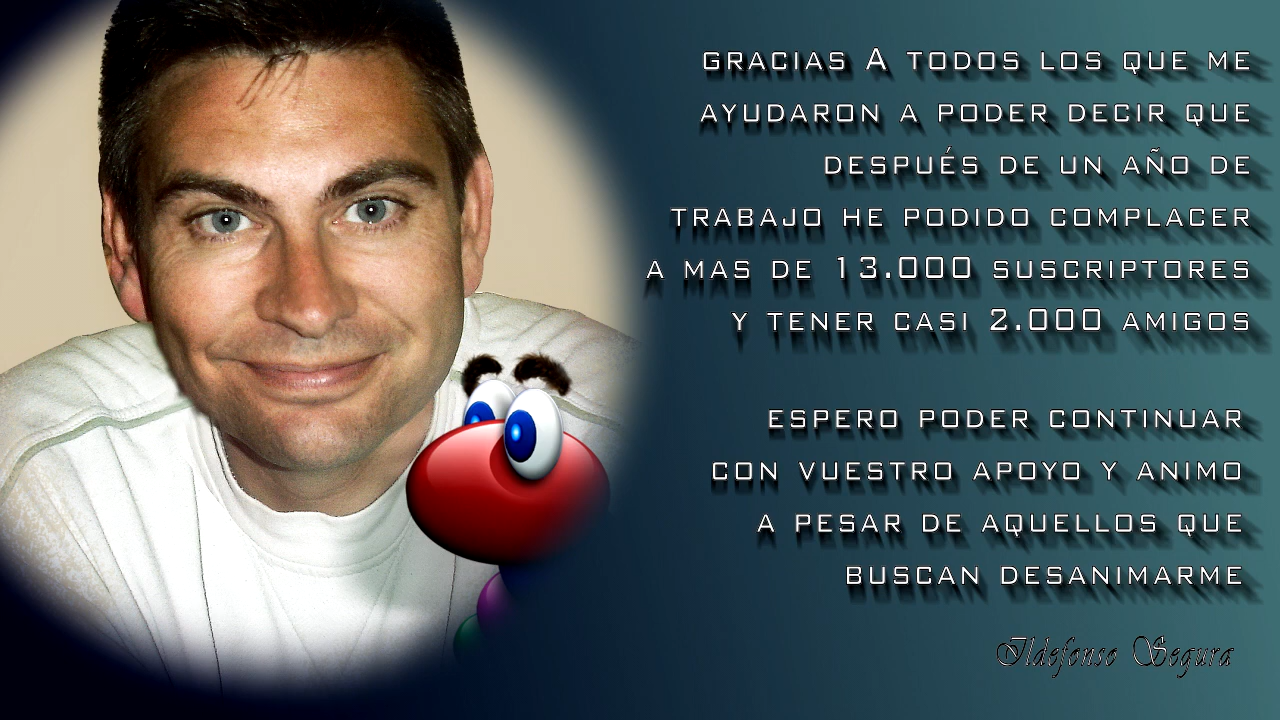 GRACIAS A TODOS LOS QUE ME
AYUDARON A PODER DECIR QUE
DESPUÉS DE UN AÑO DE
TRABAJO HE PODIDO COMPLACER
A MAS DE 13.000 SUSCRIPTORES
Y TENER CASI 2.000 AMIGOS
ESPERO PODER CONTINUAR
CON VUESTRO APOYO Y ANIMO
A PESAR DE AQUELLOS QUE
BUSCAN DESANIMARME
Ildefonso Segura